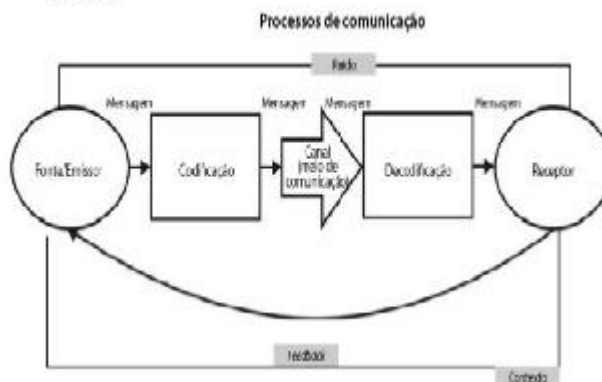 Processos de comunicação
Ruído
Mensagem
Mensagem
Mensagem
Mensagem
Fonte/Emissor
Codificação
Canal
(meio de
comunicação)
Decodificação
Receptor
Feedback
Contexto